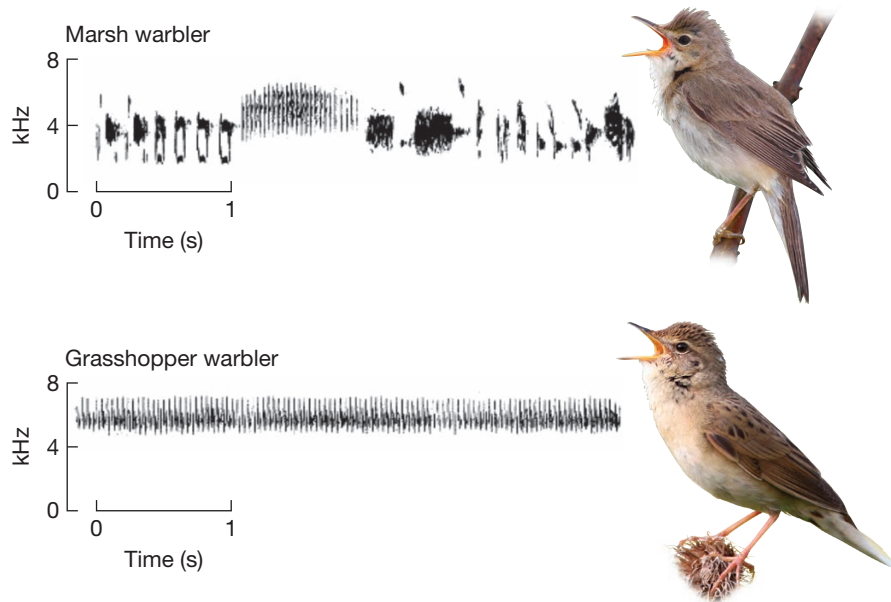 Marsh warbler
8
4
0
kHz
0 1
Time (s)
Grasshopper warbler
8
4
0
kHz
0 1
Time (s)